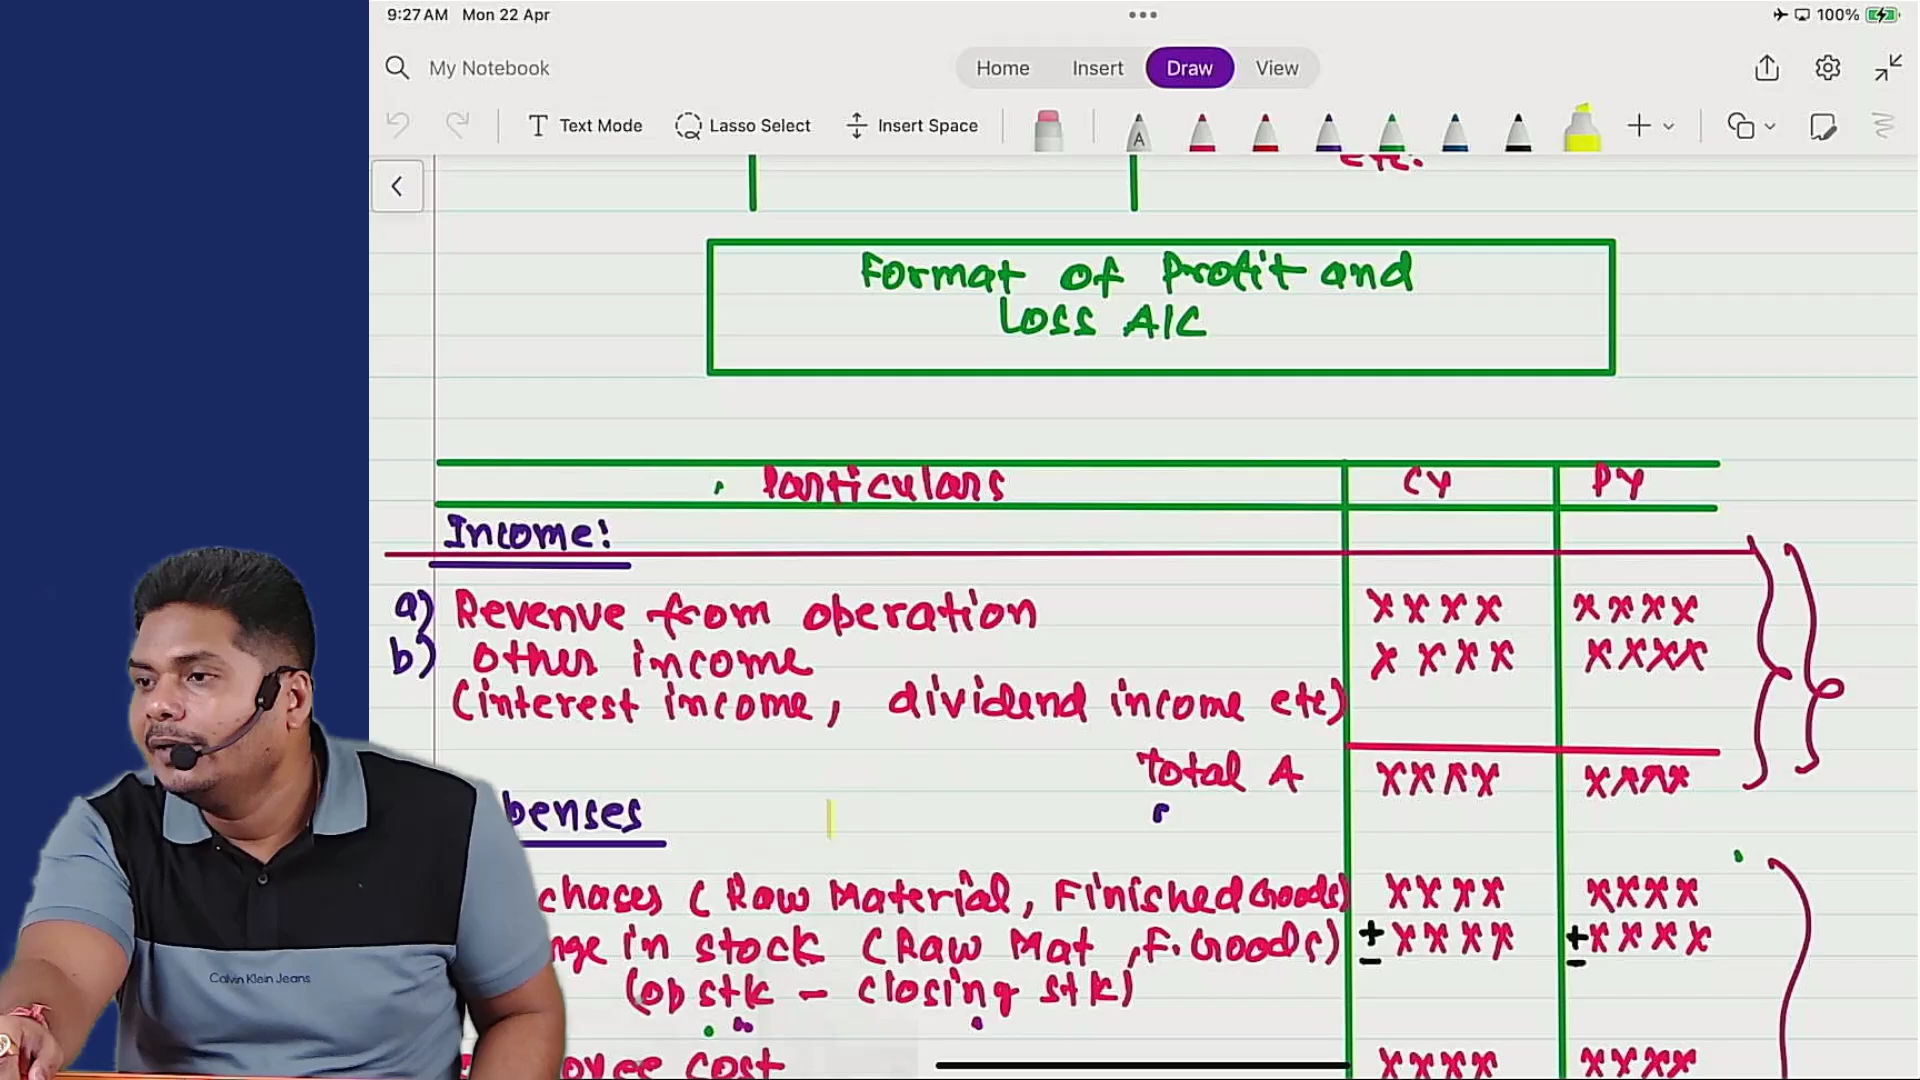 9:27 AM Mon 22 Apr
100%
My Notebook
Home Insert Draw View
Text Mode Lasso Select Insert Space
A
etc.
Format of Profit and
Loss A/C
Particulars CY PY
Income:
a) Revenue from operation xxxx xxxx
b) Other income xxxx xxxx
(interest income, dividend income etc)
Total A xxxx xxxx
penses
chases (Raw Material, Finished Goods) xxxx xxxx
nge in stock (Raw Mat, F. Goods) ±xxxx ±xxxx
(op stk - closing stk)
oyee cost xxxx xxxx
Calvin Klein Jeans